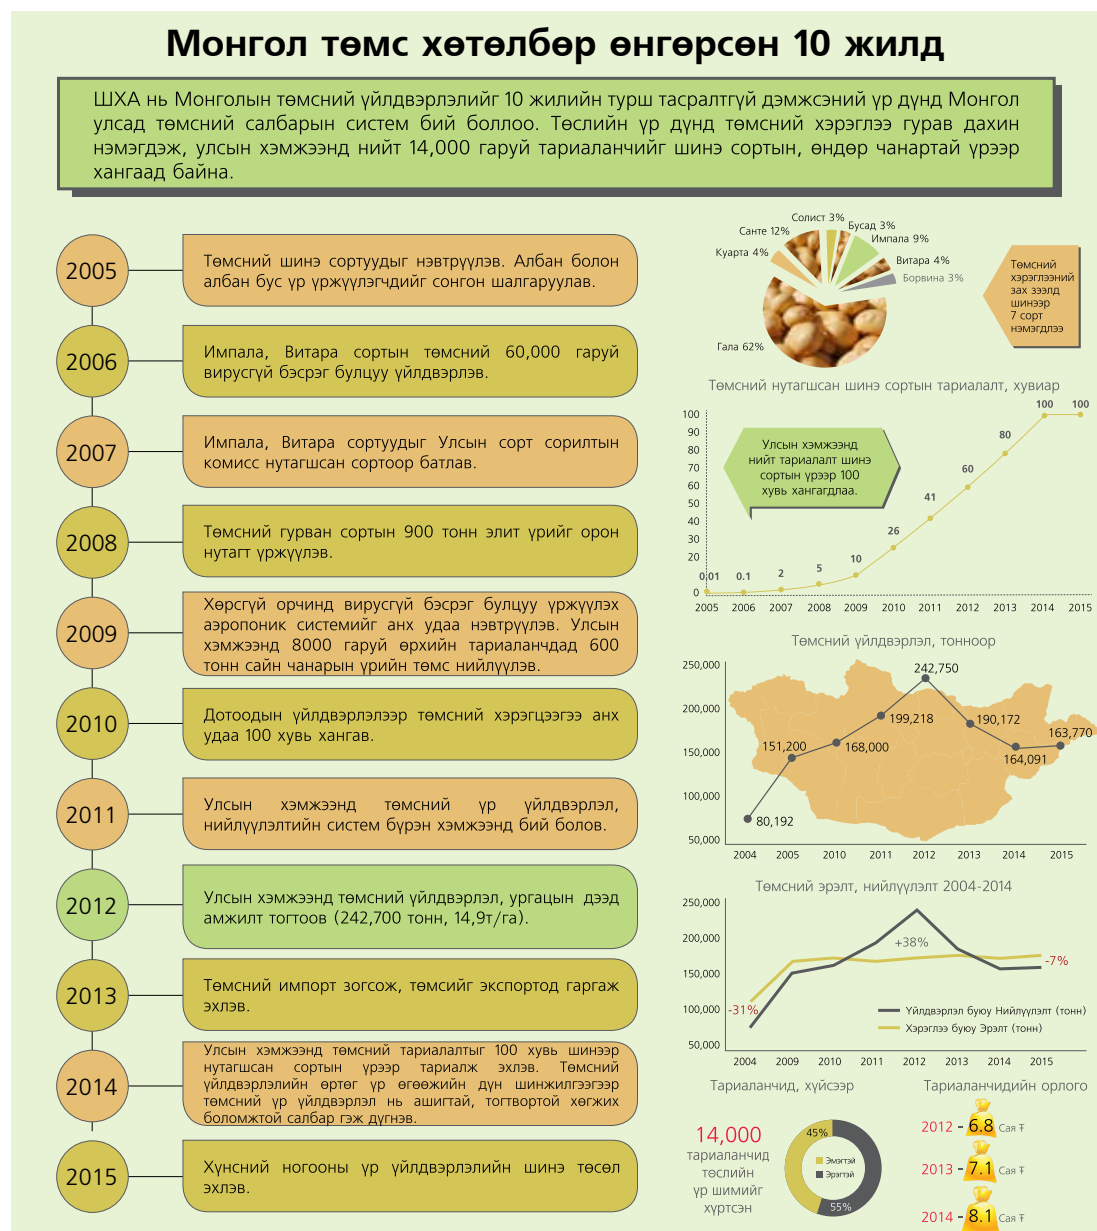 Монгол төмс хөтөлбөр өнгөрсөн 10 жилд
ШХА нь Монголын төмсний үйлдвэрлэлийг 10 жилийн турш тасралтгүй дэмжсэний үр дүнд Монгол
улсад төмсний салбарын систем бий боллоо. Төслийн үр дүнд төмсний хэрэглээ гурав дахин
нэмэгдэж, улсын хэмжээнд нийт 14,000 гаруй тариаланчийг шинэ сортын, өндөр чанартай үрээр
хангаад байна.
2005
Төмсний шинэ сортуудыг нэвтрүүлэв. Албан болон
албан бус үр үржүүлэгчдийг сонгон шалгаруулав.
2006
Импала, Витара сортын төмсний 60,000 гаруй
вирусгүй бэсрэг булцуу үйлдвэрлэв.
2007
Импала, Витара сортуудыг Улсын сорт сорилтын
комисс нутагшсан сортоор батлав.
2008
Төмсний гурван сортын 900 тонн элит үрийг орон
нутагт үржүүлэв.
2009
Хөрсгүй орчинд вирусгүй бэсрэг булцуу үржүүлэх
аэропоник системийг анх удаа нэвтрүүлэв. Улсын
хэмжээнд 8000 гаруй өрхийн тариаланчдад 600
тонн сайн чанарын үрийн төмс нийлүүлэв.
2010
Дотоодын үйлдвэрлэлээр төмсний хэрэгцээгээ анх
удаа 100 хувь хангав.
2011
Улсын хэмжээнд төмсний үр үйлдвэрлэл,
нийлүүлэлтийн систем бүрэн хэмжээнд бий болов.
2012
Улсын хэмжээнд төмсний үйлдвэрлэл, ургацын дээд
амжилт тогтоов (242,700 тонн, 14,9т/га).
2013
Төмсний импорт зогсож, төмсийг экспортод гаргаж
эхлэв.
2014
Улсын хэмжээнд төмсний тариалалтыг 100 хувь шинээр
нутагшсан сортын үрээр тариалж эхлэв. Төмсний
үйлдвэрлэлийн өртөг үр өгөөжийн дүн шинжилгээгээр
төмсний үр үйлдвэрлэл нь ашигтай, тогтвортой хөгжих
боломжтой салбар гэж дүгнэв.
2015
Хүнсний ногооны үр үйлдвэрлэлийн шинэ төсөл
эхлэв.
Солист 3%
Бусад 3%
Санте 12%
Импала 9%
Куарта 4%
Витара 4%
Борвина 3%
Гала 62%
Төмсний
хэрэглээний
зах зээлд
шинээр
7 сорт
нэмэгдлээ
Төмсний нутагшсан шинэ сортын тариалалт, хувиар
100
90
80
70
60
50
40
30
20
0
Улсын хэмжээнд
нийт тариалалт шинэ
сортын үрээр 100
хувь хангагдлаа.
0.01 0.1 2 5 10 26 41 60 80 100 100
2005 2006 2007 2008 2009 2010 2011 2012 2013 2014 2015
Төмсний үйлдвэрлэл, тонноор
250,000
200,000
150,000
100,000
50,000
80,192
151,200
168,000
199,218
242,750
190,172
164,091
163,770
2004 2005 2010 2011 2012 2013 2014 2015
Төмсний эрэлт, нийлүүлэлт 2004-2014
250,000
200,000
150,000
100,000
50,000
-31%
+38%
-7%
Үйлдвэрлэл буюу Нийлүүлэлт (тонн)
Хэрэглээ буюу Эрэлт (тонн)
2004 2009 2010 2011 2012 2013 2014 2015
Тариаланчид, хүйсээр
14,000
тариаланчид
төслийн
үр шимийг
хүртсэн
45%
Эмэгтэй
Эрэгтэй
55%
Тариаланчидийн орлого
2012 - 6.8 Сая ₮
2013 - 7.1 Сая ₮
2014 - 8.1 Сая ₮